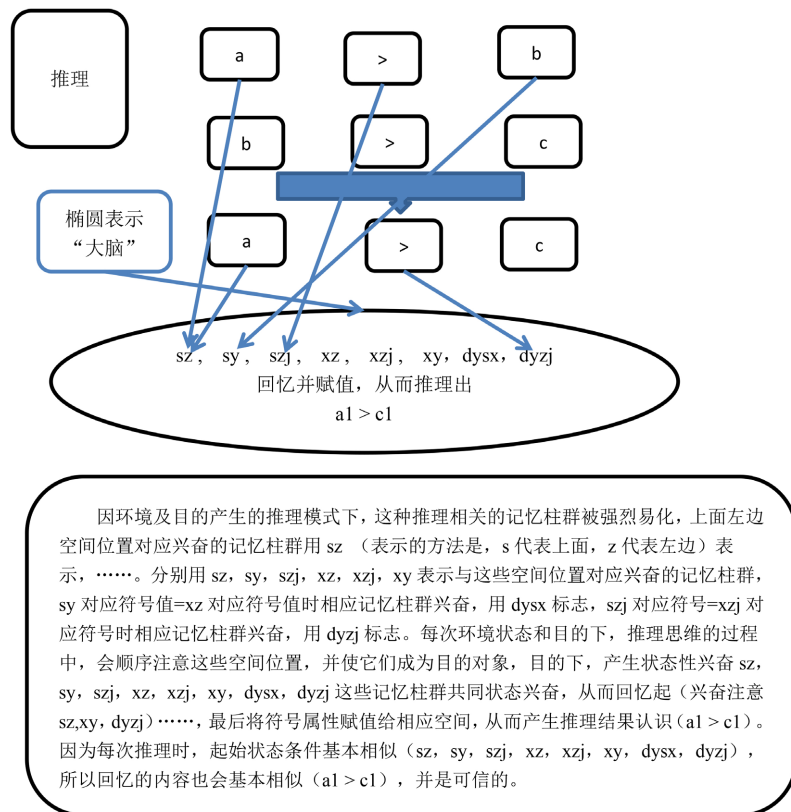 推理
a
>
b
b
>
c
椭圆表示
“大脑”
a
>
c
sz， sy， szj， xz， xzj， xy，dysx，dyzj
回忆并赋值，从而推理出
a1 > c1
因环境及目的产生的推理模式下，这种推理相关的记忆柱群被强烈易化，上面左边
空间位置对应兴奋的记忆柱群用 sz （表示的方法是，s 代表上面，z 代表左边）表
示，……。分别用 sz，sy，szj，xz，xzj，xy 表示与这些空间位置对应兴奋的记忆柱群，
sy 对应符号值=xz 对应符号值时相应记忆柱群兴奋，用 dysx 标志，szj 对应符号=xzj 对
应符号时相应记忆柱群兴奋，用 dyzj 标志。每次环境状态和目的下，推理思维的过程
中，会顺序注意这些空间位置，并使它们成为目的对象，目的下，产生状态性兴奋 sz，
sy，szj，xz，xzj，xy，dysx，dyzj 这些记忆柱群共同状态兴奋，从而回忆起（兴奋注意
sz,xy，dyzj）……，最后将符号属性赋值给相应空间，从而产生推理结果认识（a1 > c1）。
因为每次推理时，起始状态条件基本相似（sz，sy，szj，xz，xzj，xy，dysx，dyzj），
所以回忆的内容也会基本相似（a1 > c1），并是可信的。